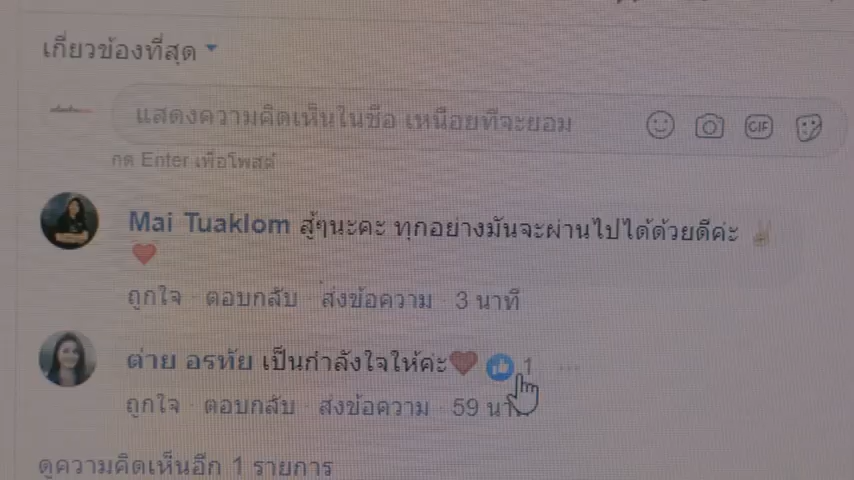 เกี่ยวข้องที่สุด
แสดงความคิดเห็นในชื่อ เหนื่อยที่จะยอม
GIF
กด Enter เพื่อโพสต์
Mai Tuaklom สู้ๆนะคะ ทุกอย่างมันจะผ่านไปได้ด้วยดีค่ะ ✌🏻
❤️
ถูกใจ · ตอบกลับ · ส่งข้อความ · 3 นาที
ต่าย อรทัย เป็นกำลังใจให้ค่ะ❤️ 1 ...
ถูกใจ · ตอบกลับ · ส่งข้อความ · 59
ดูความคิดเห็นอีก 1 รายการ